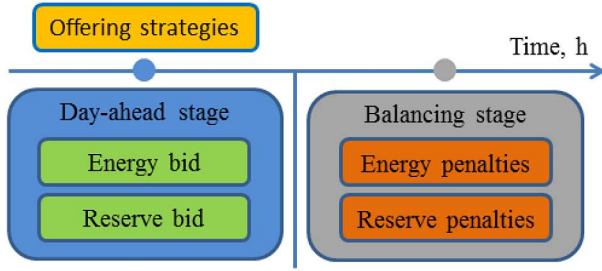 Offering strategies
Time, h
Day-ahead stage
Energy bid
Reserve bid
Balancing stage
Energy penalties
Reserve penalties